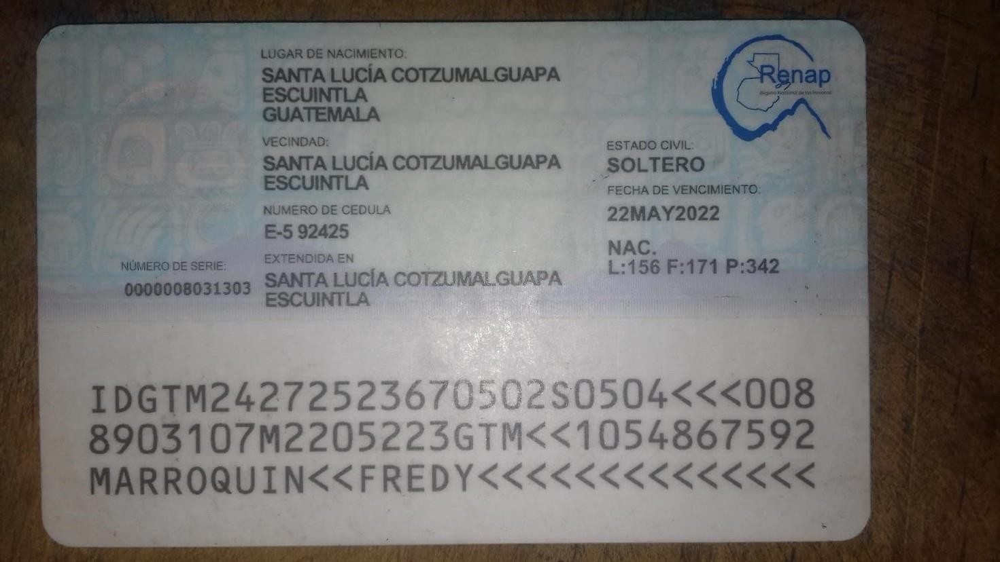 LUGAR DE NACIMIENTO:
SANTA LUCÍA COTZUMALGUAPA
ESCUINTLA
GUATEMALA
Renap
Registro Nacional de las Personas
VECINDAD:
SANTA LUCÍA COTZUMALGUAPA
ESCUINTLA
ESTADO CIVIL:
SOLTERO
FECHA DE VENCIMIENTO:
22MAY2022
NUMERO DE CEDULA
E-5 92425
NAC.
L:156 F:171 P:342
NÚMERO DE SERIE:
0000008031303
EXTENDIDA EN
SANTA LUCÍA COTZUMALGUAPA
ESCUINTLA
IDGTM24272523670502S0504<<<008
8903107M2205223GTM<<1054867592
MARROQUIN<<FREDY<<<<<<<<<<<<<<